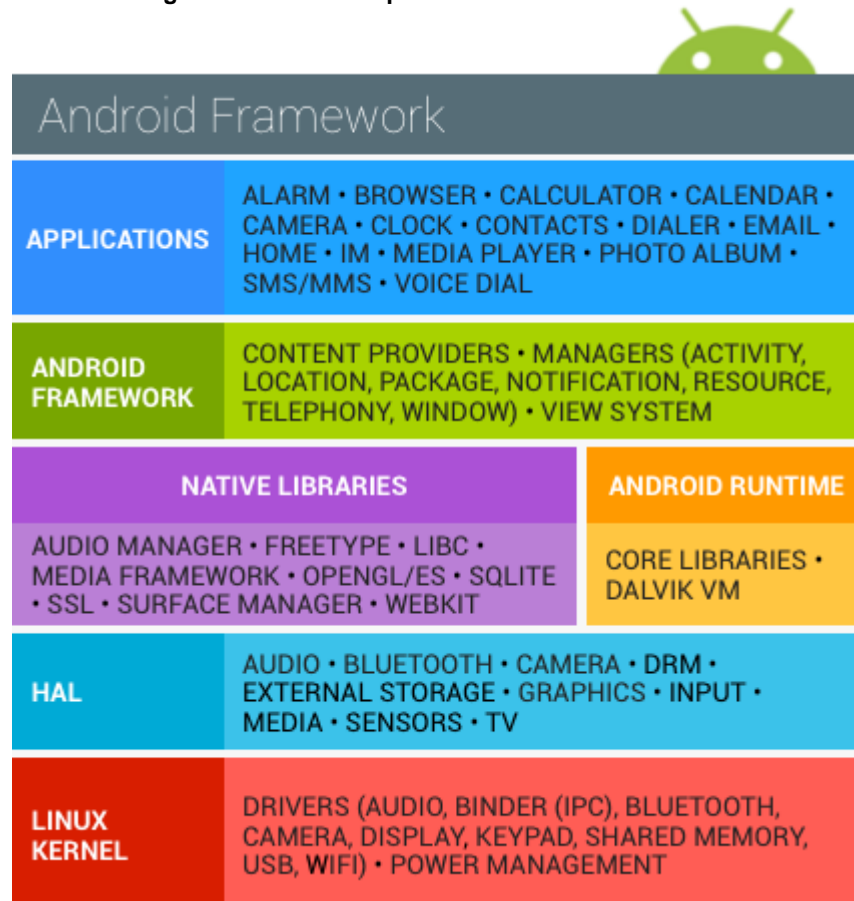 Android Framework
APPLICATIONS
ALARM • BROWSER • CALCULATOR • CALENDAR •
CAMERA • CLOCK • CONTACTS • DIALER • EMAIL •
HOME • IM • MEDIA PLAYER • PHOTO ALBUM •
SMS/MMS • VOICE DIAL
ANDROID
FRAMEWORK
CONTENT PROVIDERS • MANAGERS (ACTIVITY,
LOCATION, PACKAGE, NOTIFICATION, RESOURCE,
TELEPHONY, WINDOW) • VIEW SYSTEM
NATIVE LIBRARIES
AUDIO MANAGER • FREETYPE • LIBC •
MEDIA FRAMEWORK • OPENGL/ES • SQLITE
• SSL • SURFACE MANAGER • WEBKIT
ANDROID RUNTIME
CORE LIBRARIES •
DALVIK VM
HAL
AUDIO • BLUETOOTH • CAMERA • DRM •
EXTERNAL STORAGE • GRAPHICS • INPUT •
MEDIA • SENSORS • TV
LINUX
KERNEL
DRIVERS (AUDIO, BINDER (IPC), BLUETOOTH,
CAMERA, DISPLAY, KEYPAD, SHARED MEMORY,
USB, WIFI) • POWER MANAGEMENT